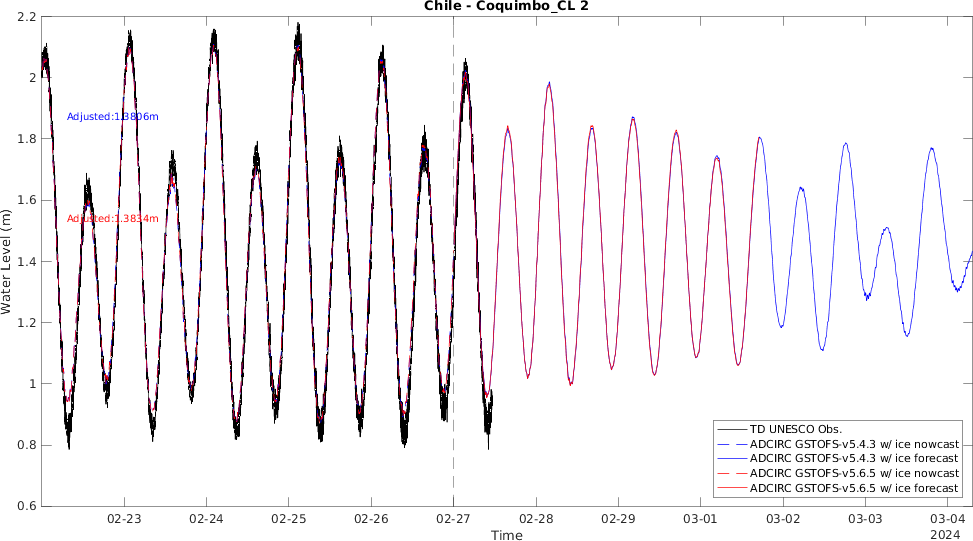 Chile - Coquimbo_CL 2
2.2
2
1.8
1.6
1.4
1.2
1
0.8
0.6
Water Level (m)
Adjusted:1.3806m
Adjusted:1.3834m
TD UNESCO Obs.
ADCIRC GSTOFS-v5.4.3 w/ ice nowcast
ADCIRC GSTOFS-v5.4.3 w/ ice forecast
ADCIRC GSTOFS-v5.6.5 w/ ice nowcast
ADCIRC GSTOFS-v5.6.5 w/ ice forecast
02-23 02-24 02-25 02-26 02-27 02-28 02-29 03-01 03-02 03-03 03-04
2024
Time